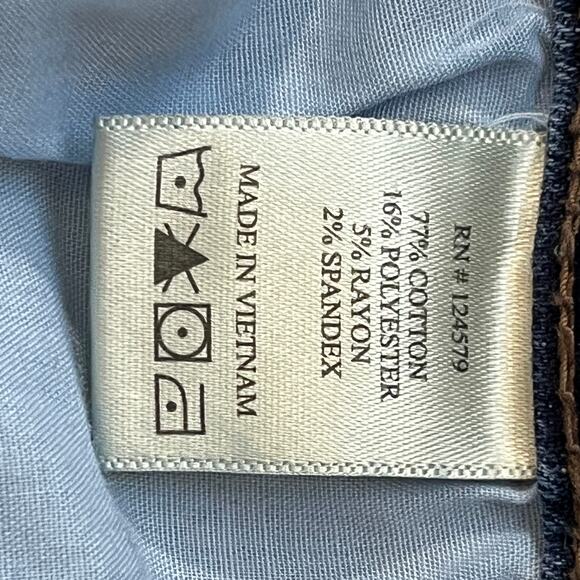 RN # 124579
77% COTTON
16% POLYESTER
5% RAYON
2% SPANDEX
MADE IN VIETNAM